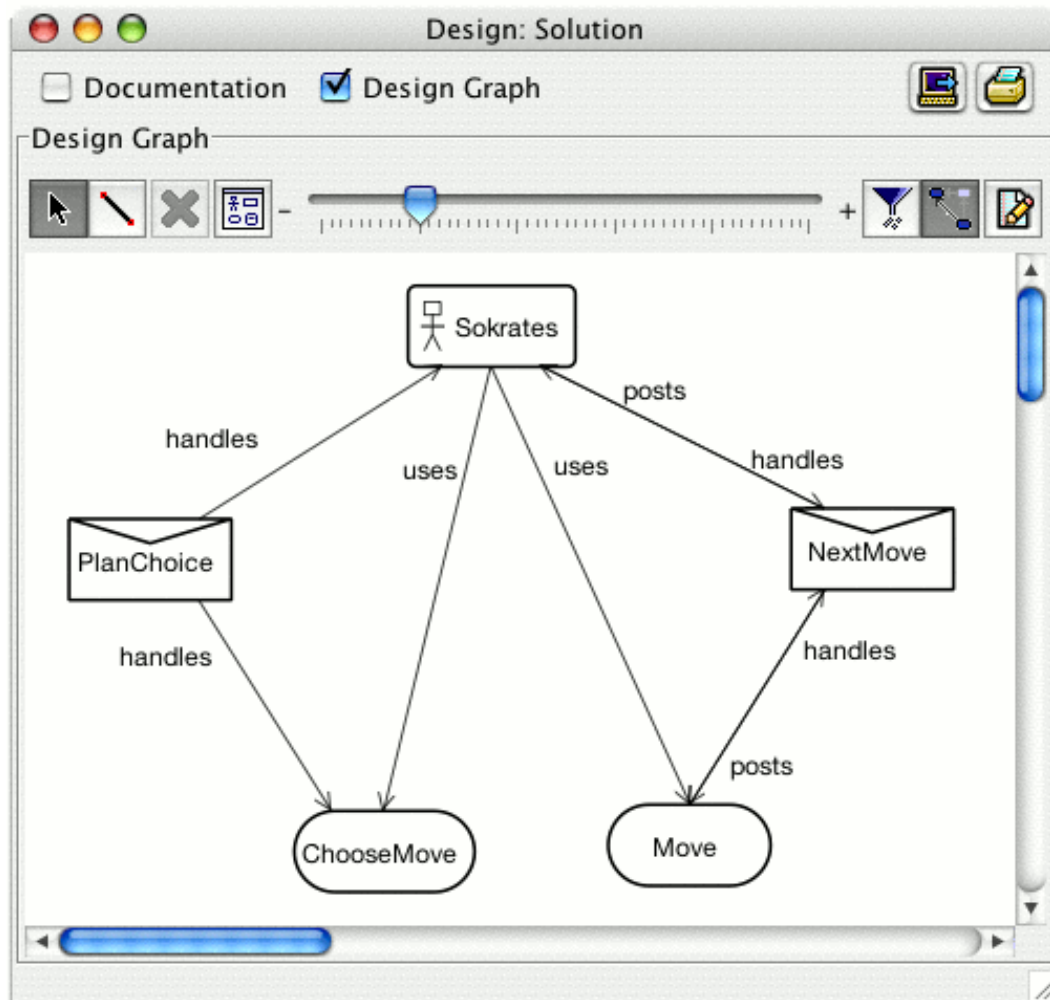 Design: Solution
Documentation Design Graph
Design Graph
- +
Sokrates
posts
handles
handles
uses
uses
PlanChoice
NextMove
handles
handles
posts
ChooseMove
Move